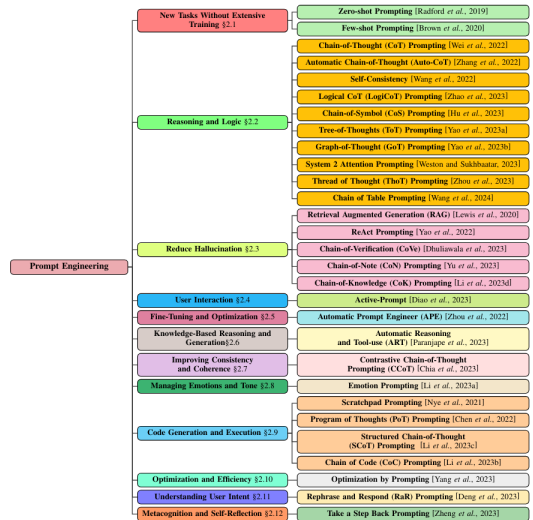 New Tasks Without Extensive
Training §2.1
Zero-shot Prompting [Radford et al., 2019]
Few-shot Prompting [Brown et al., 2020]
Chain-of-Thought (CoT) Prompting [Wei et al., 2022]
Automatic Chain-of-Thought (Auto-CoT) [Zhang et al., 2022]
Self-Consistency [Wang et al., 2022]
Logical CoT (LogiCoT) Prompting [Zhao et al., 2023]
Chain-of-Symbol (CoS) Prompting [Hu et al., 2023]
Reasoning and Logic §2.2
Tree-of-Thoughts (ToT) Prompting [Yao et al., 2023a]
Graph-of-Thought (GoT) Prompting [Yao et al., 2023b]
System 2 Attention Prompting [Weston and Sukhbaatar, 2023]
Thread of Thought (ThoT) Prompting [Zhou et al., 2023]
Chain of Table Prompting [Wang et al., 2024]
Retrieval Augmented Generation (RAG) [Lewis et al., 2020]
ReAct Prompting [Yao et al., 2022]
Reduce Hallucination §2.3
Chain-of-Verification (CoVe) Prompting [Dhuliawala et al., 2023]
Chain-of-Note (CoN) Prompting [Yu et al., 2023]
Prompt Engineering
Chain-of-Knowledge (CoK) Prompting [Li et al., 2023d]
User Interaction §2.4
Active-Prompt [Diao et al., 2023]
Fine-Tuning and Optimization §2.5
Automatic Prompt Engineer (APE) [Zhou et al., 2022]
Knowledge-Based Reasoning and
Generation§2.6
Automatic Reasoning
and Tool-use (ART) [Paranjape et al., 2023]
Improving Consistency
and Coherence §2.7
Contrastive Chain-of-Thought
Prompting (CCoT) [Chia et al., 2023]
Managing Emotions and Tone §2.8
Emotion Prompting [Li et al., 2023a]
Scratchpad Prompting [Nye et al., 2021]
Program of Thoughts (PoT) Prompting [Chen et al., 2022]
Code Generation and Execution §2.9
Structured Chain-of-Thought
(SCoT) Prompting [Li et al., 2023c]
Chain of Code (CoC) Prompting [Li et al., 2023b]
Optimization and Efficiency §2.10
Optimization by Prompting [Yang et al., 2023]
Understanding User Intent §2.11
Rephrase and Respond (RaR) Prompting [Deng et al., 2023]
Metacognition and Self-Reflection §2.12
Take a Step Back Prompting [Zheng et al., 2023]